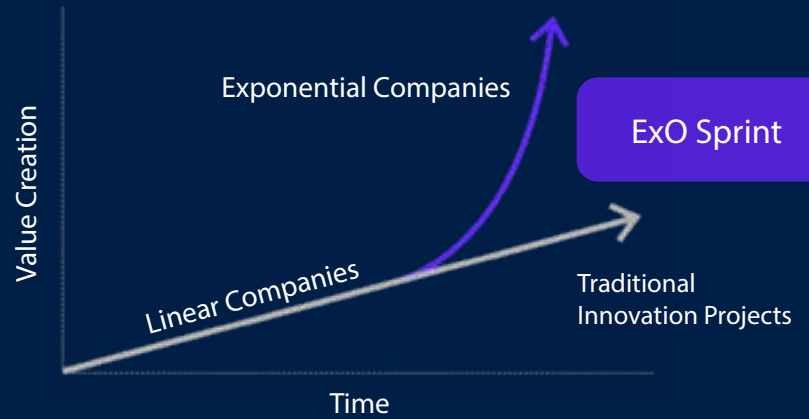 Exponential Companies
ExO Sprint
Value Creation
Linear Companies
Traditional
Innovation Projects
Time